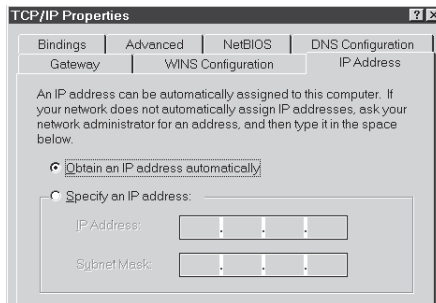 TCP/IP Properties
Bindings Advanced NetBIOS DNS Configuration
Gateway WINS Configuration IP Address
An IP address can be automatically assigned to this computer. If
your network does not automatically assign IP addresses, ask your
network administrator for an address, and then type it in the space
below.
Obtain an IP address automatically
Specify an IP address:
IP Address:
Subnet Mask: